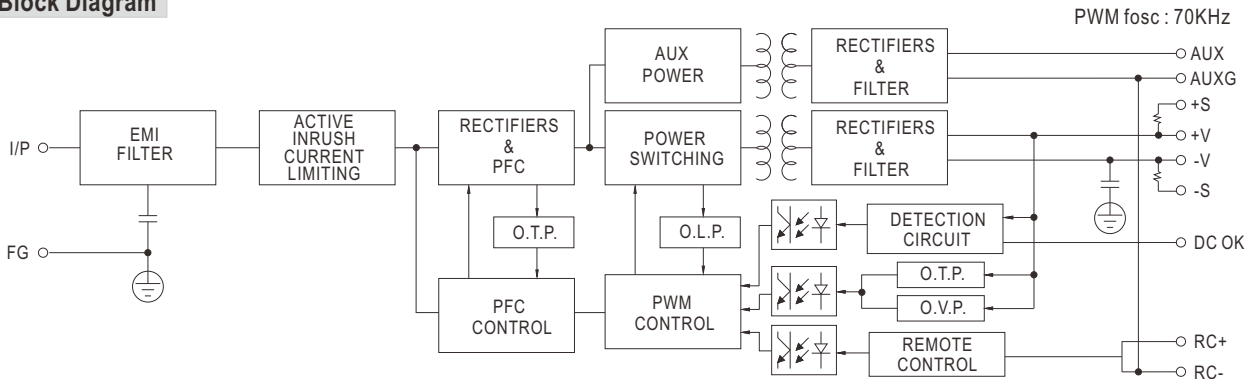 Block Diagram
PWM fosc : 70KHz
I/P
FG
EMI
FILTER
ACTIVE
INRUSH
CURRENT
LIMITING
RECTIFIERS
&
PFC
O.T.P.
PFC
CONTROL
AUX
POWER
POWER
SWITCHING
O.L.P.
PWM
CONTROL
RECTIFIERS
&
FILTER
RECTIFIERS
&
FILTER
DETECTION
CIRCUIT
O.T.P.
O.V.P.
REMOTE
CONTROL
AUX
AUXG
+S
+V
-V
-S
DC OK
RC+
RC-